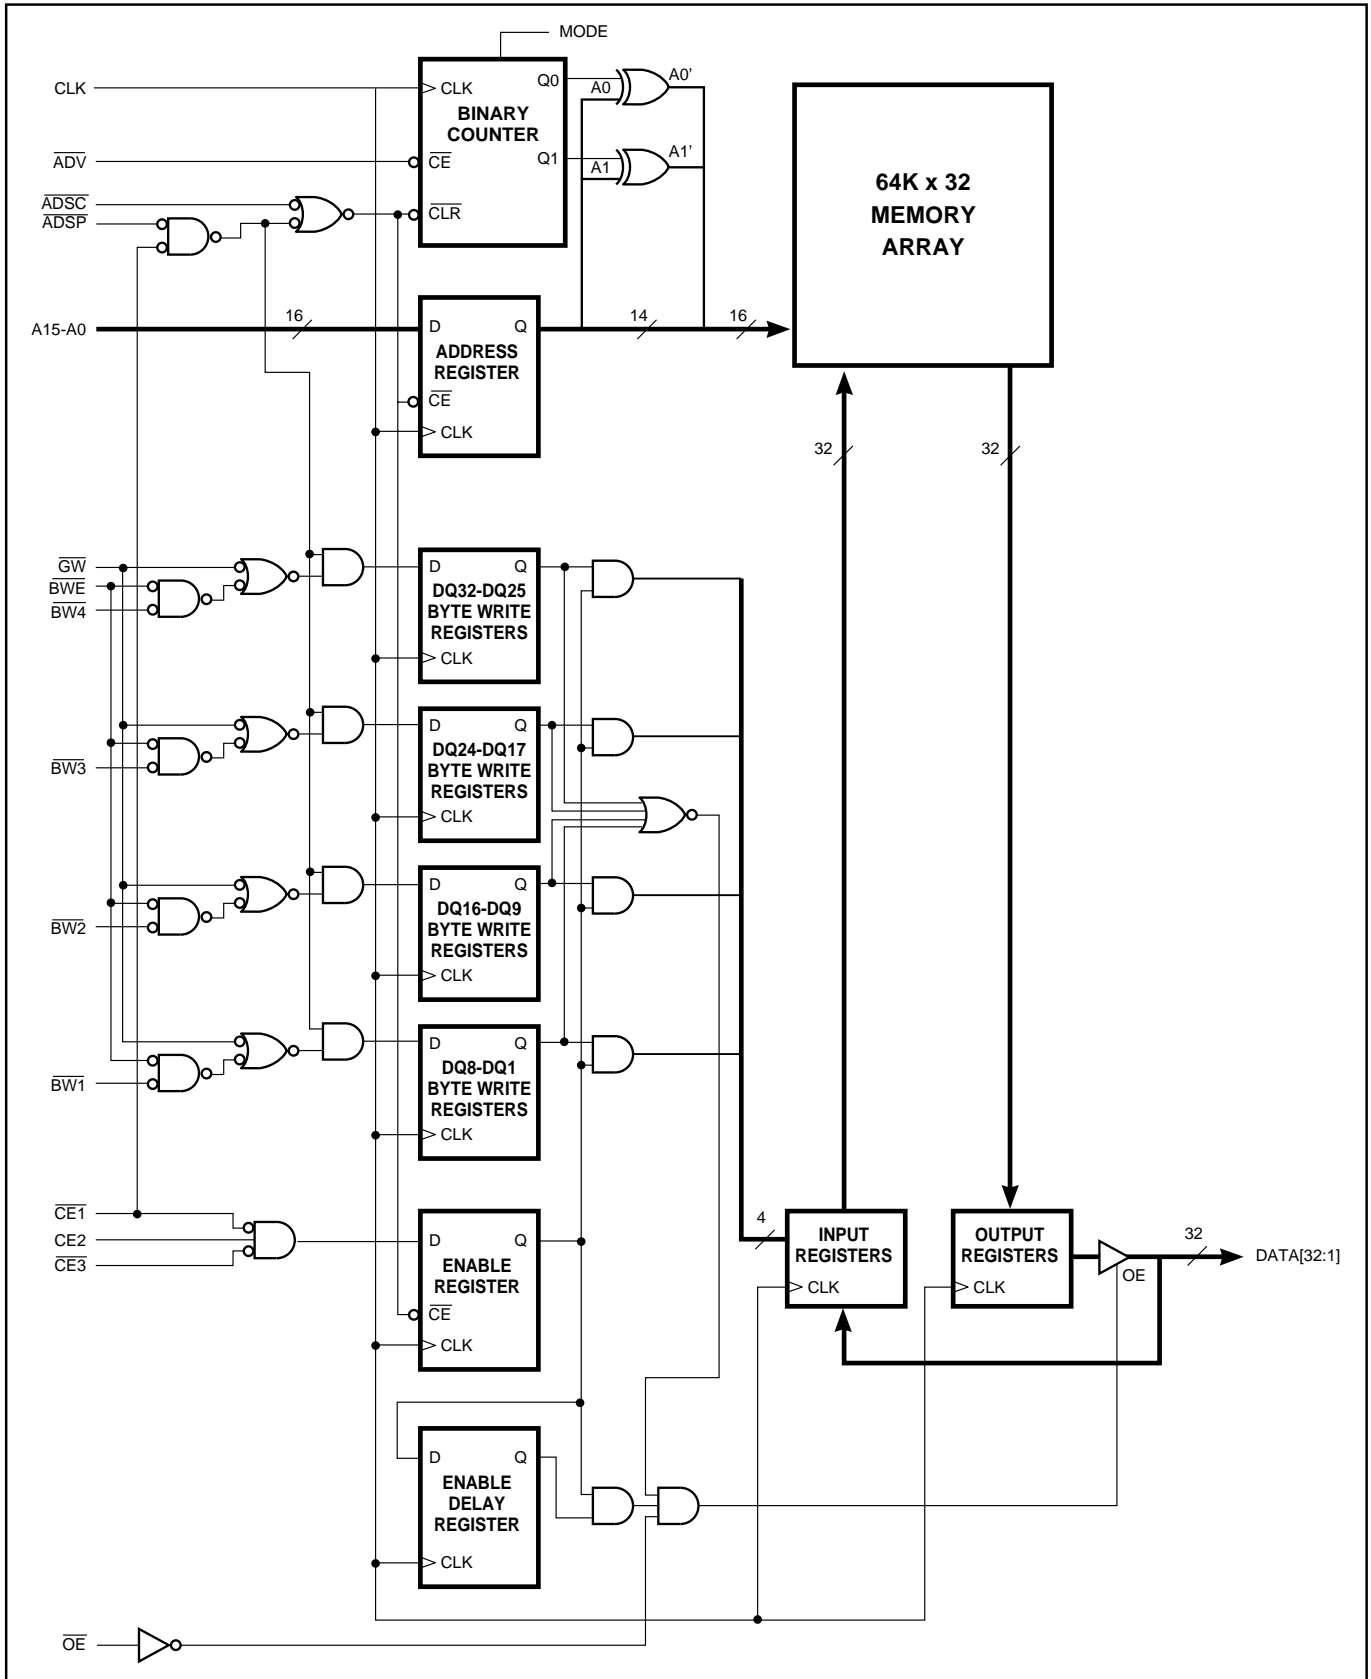 MODE
CLK
CLK
Q0
A0
A0'
BINARY
COUNTER
ADV
CE
Q1
A1
A1'
ADSC
ADSP
CLR
64K x 32
MEMORY
ARRAY
A15-A0
16
D
Q
14
16
ADDRESS
REGISTER
CE
CLK
32
32
GW
BWE
BW4
D
Q
DQ32-DQ25
BYTE WRITE
REGISTERS
CLK
BW3
D
Q
DQ24-DQ17
BYTE WRITE
REGISTERS
CLK
BW2
D
Q
DQ16-DQ9
BYTE WRITE
REGISTERS
CLK
BW1
D
Q
DQ8-DQ1
BYTE WRITE
REGISTERS
CLK
CE1
CE2
CE3
D
Q
ENABLE
REGISTER
CE
CLK
4
INPUT
REGISTERS
CLK
OUTPUT
REGISTERS
CLK
OE
32
DATA[32:1]
D
Q
ENABLE
DELAY
REGISTER
CLK
OE